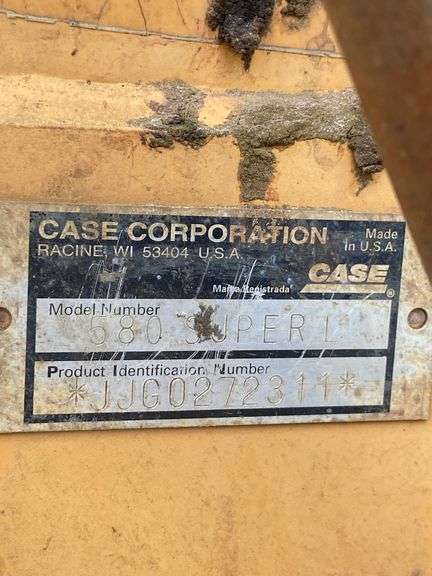 CASE CORPORATION
RACINE, WI 53404 U.S.A.
Made in U.S.A.
CASE ®
Marca Registrada
Model Number
580 SUPER L
Product Identification Number
*JJG0272311*